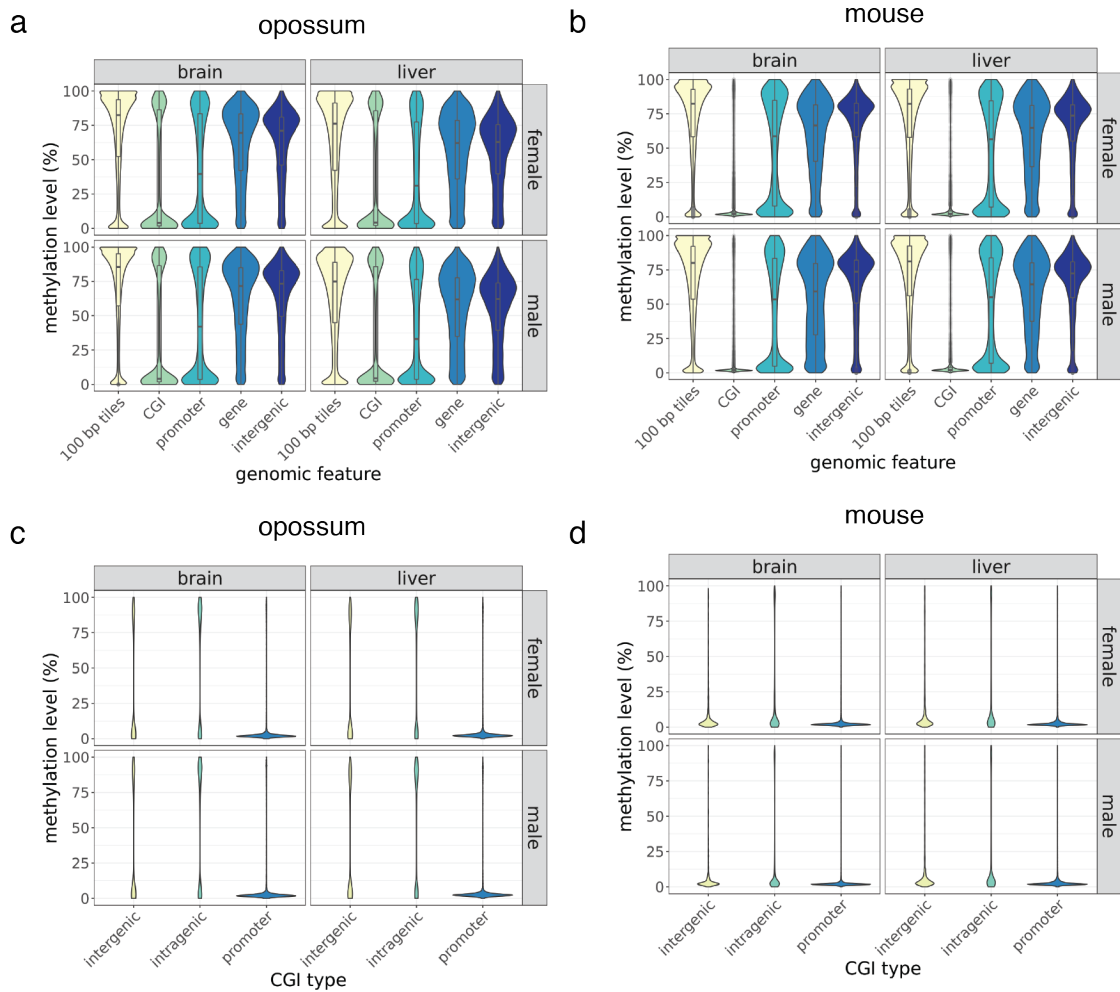 a
opossum
brain liver
methylation level (%)
100
75
50
25
0
female
100
75
50
25
0
male
100 bp tiles CGI promoter gene intergenic 100 bp tiles CGI promoter gene intergenic
genomic feature
b
mouse
brain liver
methylation level (%)
100
75
50
25
0
female
methylation level (%)
100
75
50
25
0
male
100 bp tiles CGI promoter gene intergenic 100 bp tiles CGI promoter gene intergenic
genomic feature
c
opossum
brain liver
methylation level (%)
100
75
50
25
0
female
100
75
50
25
0
male
intergenic intragenic promoter intergenic intragenic promoter
CGI type
d
mouse
brain liver
methylation level (%)
100
75
50
25
0
female
100
75
50
25
0
male
intergenic intragenic promoter intergenic intragenic promoter
CGI type